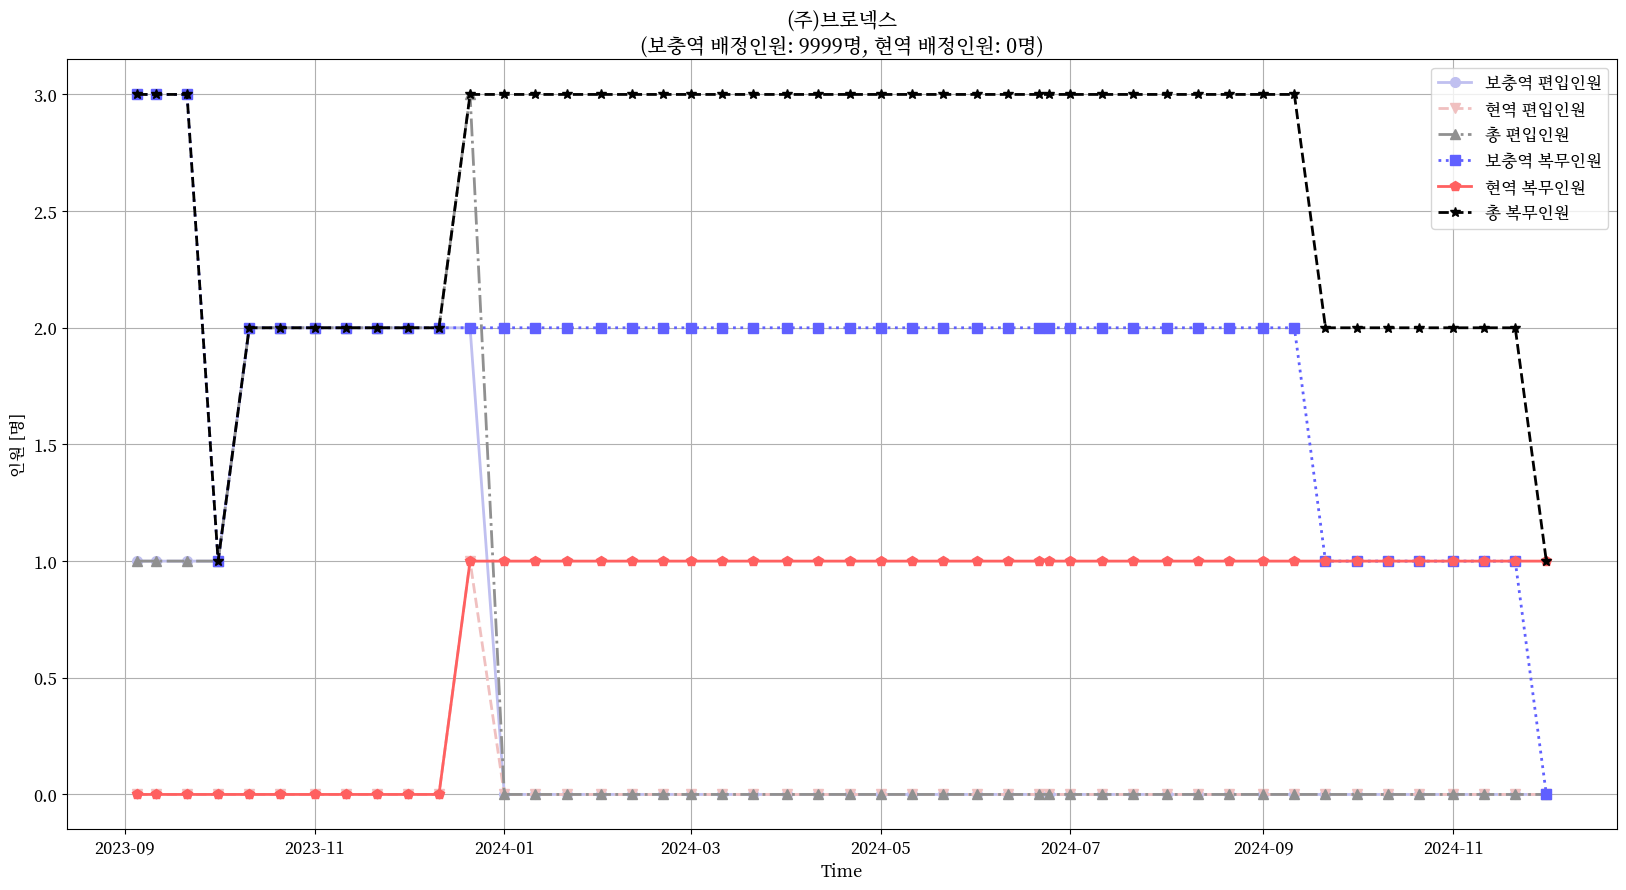 (주)브로넥스
(보충역 배정인원: 9999명, 현역 배정인원: 0명)
보충역 편입인원
현역 편입인원
총 편입인원
보충역 복무인원
현역 복무인원
총 복무인원
인원 [명]
3.0
2.5
2.0
1.5
1.0
0.5
0.0
2023-09 2023-11 2024-01 2024-03 2024-05 2024-07 2024-09 2024-11
Time